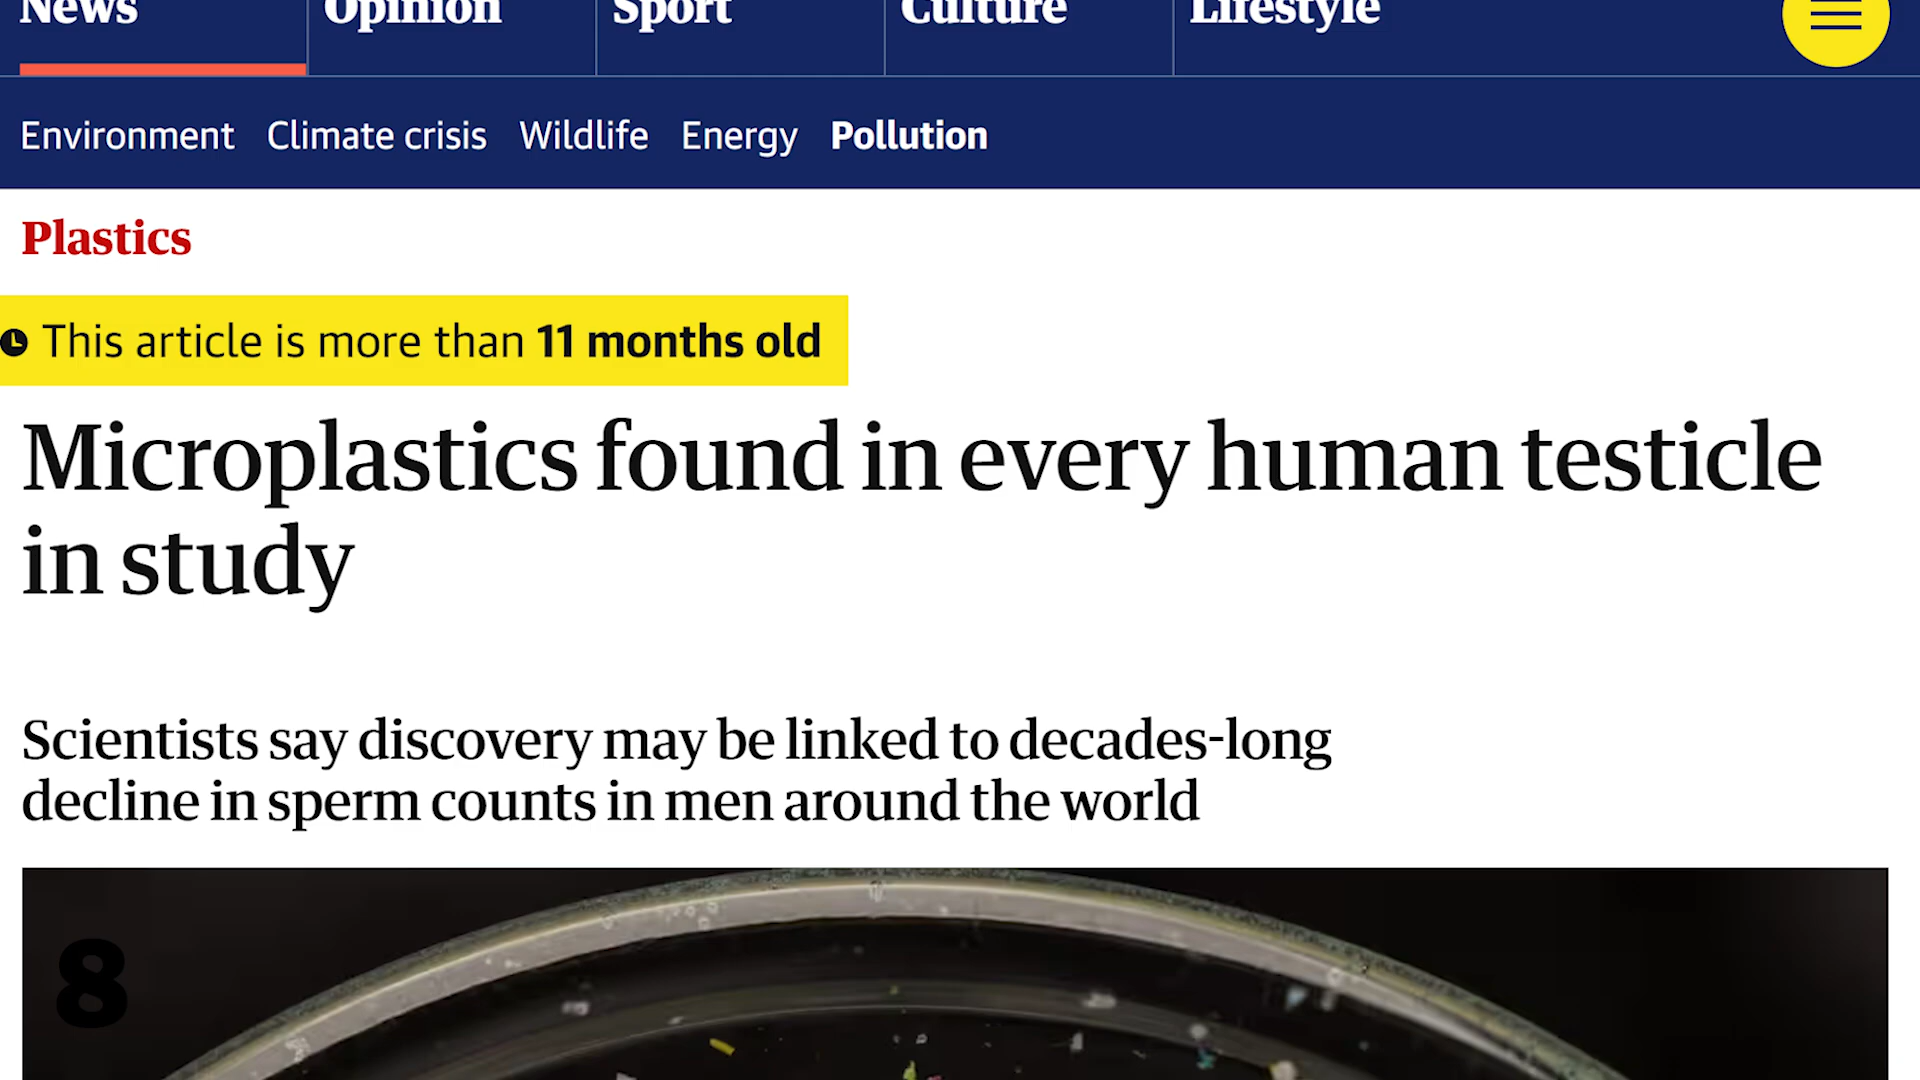 News Opinion Sport Culture Lifestyle
Environment Climate crisis Wildlife Energy Pollution
Plastics
This article is more than 11 months old
Microplastics found in every human testicle
in study
Scientists say discovery may be linked to decades-long
decline in sperm counts in men around the world
8